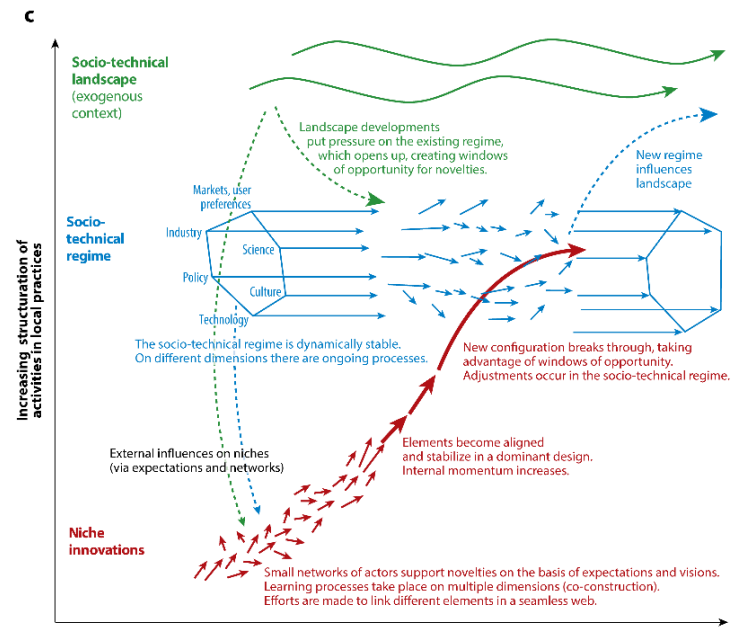 c
Socio-technical
landscape
(exogenous
context)
Landscape developments
put pressure on the existing regime,
which opens up, creating windows
of opportunity for novelties.
New regime
influences
landscape
Markets, user
preferences
Socio-
technical
regime
Industry
Science
Policy
Culture
Technology
Increasing structuration of
activities in local practices
The socio-technical regime is dynamically stable.
On different dimensions there are ongoing processes.
New configuration breaks through, taking
advantage of windows of opportunity.
Adjustments occur in the socio-technical regime.
External influences on niches
(via expectations and networks)
Elements become aligned
and stabilize in a dominant design.
Internal momentum increases.
Niche
innovations
Small networks of actors support novelties on the basis of expectations and visions.
Learning processes take place on multiple dimensions (co-construction).
Efforts are made to link different elements in a seamless web.